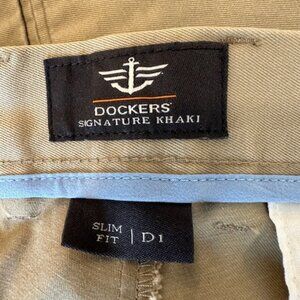 DOCKERS®
SIGNATURE KHAKI
SLIM
FIT | D1